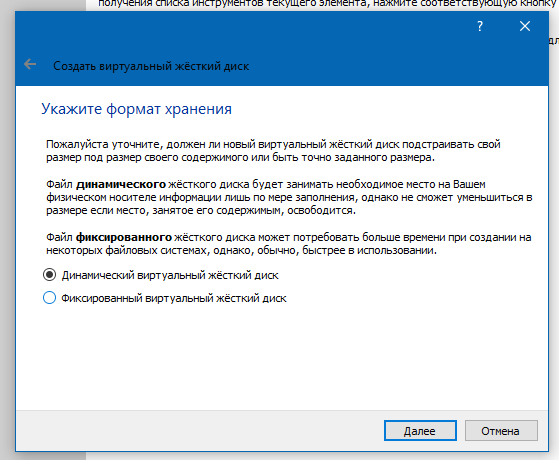 получения списка инструментов текущего элемента, нажмите соответствующую кнопку
?
Создать виртуальный жёсткий диск
Укажите формат хранения
Пожалуйста уточните, должен ли новый виртуальный жёсткий диск подстраивать свой
размер под размер своего содержимого или быть точно заданного размера.
Файл динамического жёсткого диска будет занимать необходимое место на Вашем
физическом носителе информации лишь по мере заполнения, однако не сможет уменьшиться в
размере если место, занятое его содержимым, освободится.
Файл фиксированного жёсткого диска может потребовать больше времени при создании на
некоторых файловых системах, однако, обычно, быстрее в использовании.
Динамический виртуальный жёсткий диск
Фиксированный виртуальный жёсткий диск
Далее
Отмена